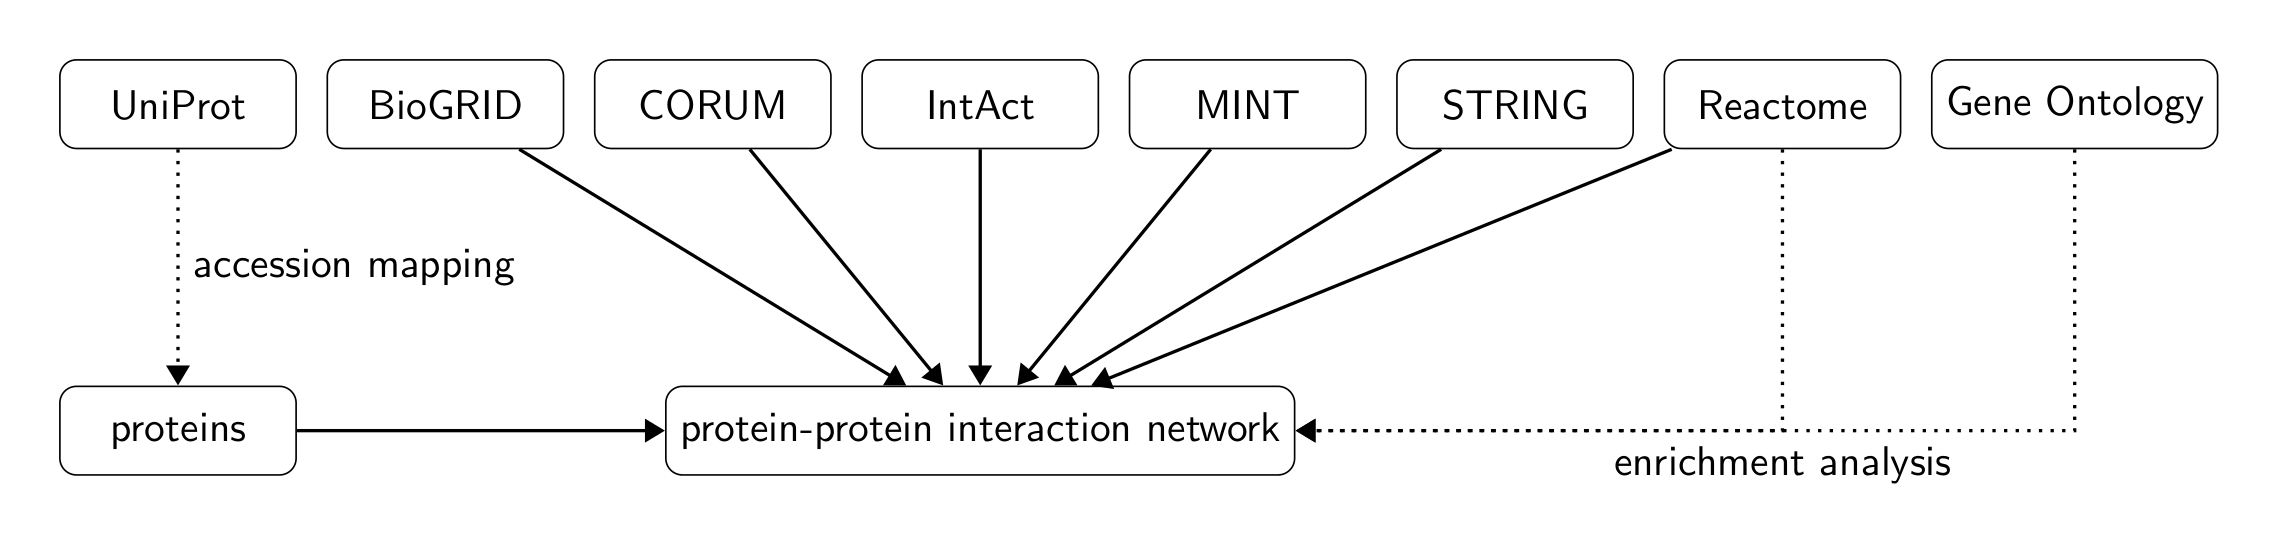 UniProt
BioGRID
CORUM
IntAct
MINT
STRING
Reactome
Gene Ontology
accession mapping
proteins
protein-protein interaction network
enrichment analysis